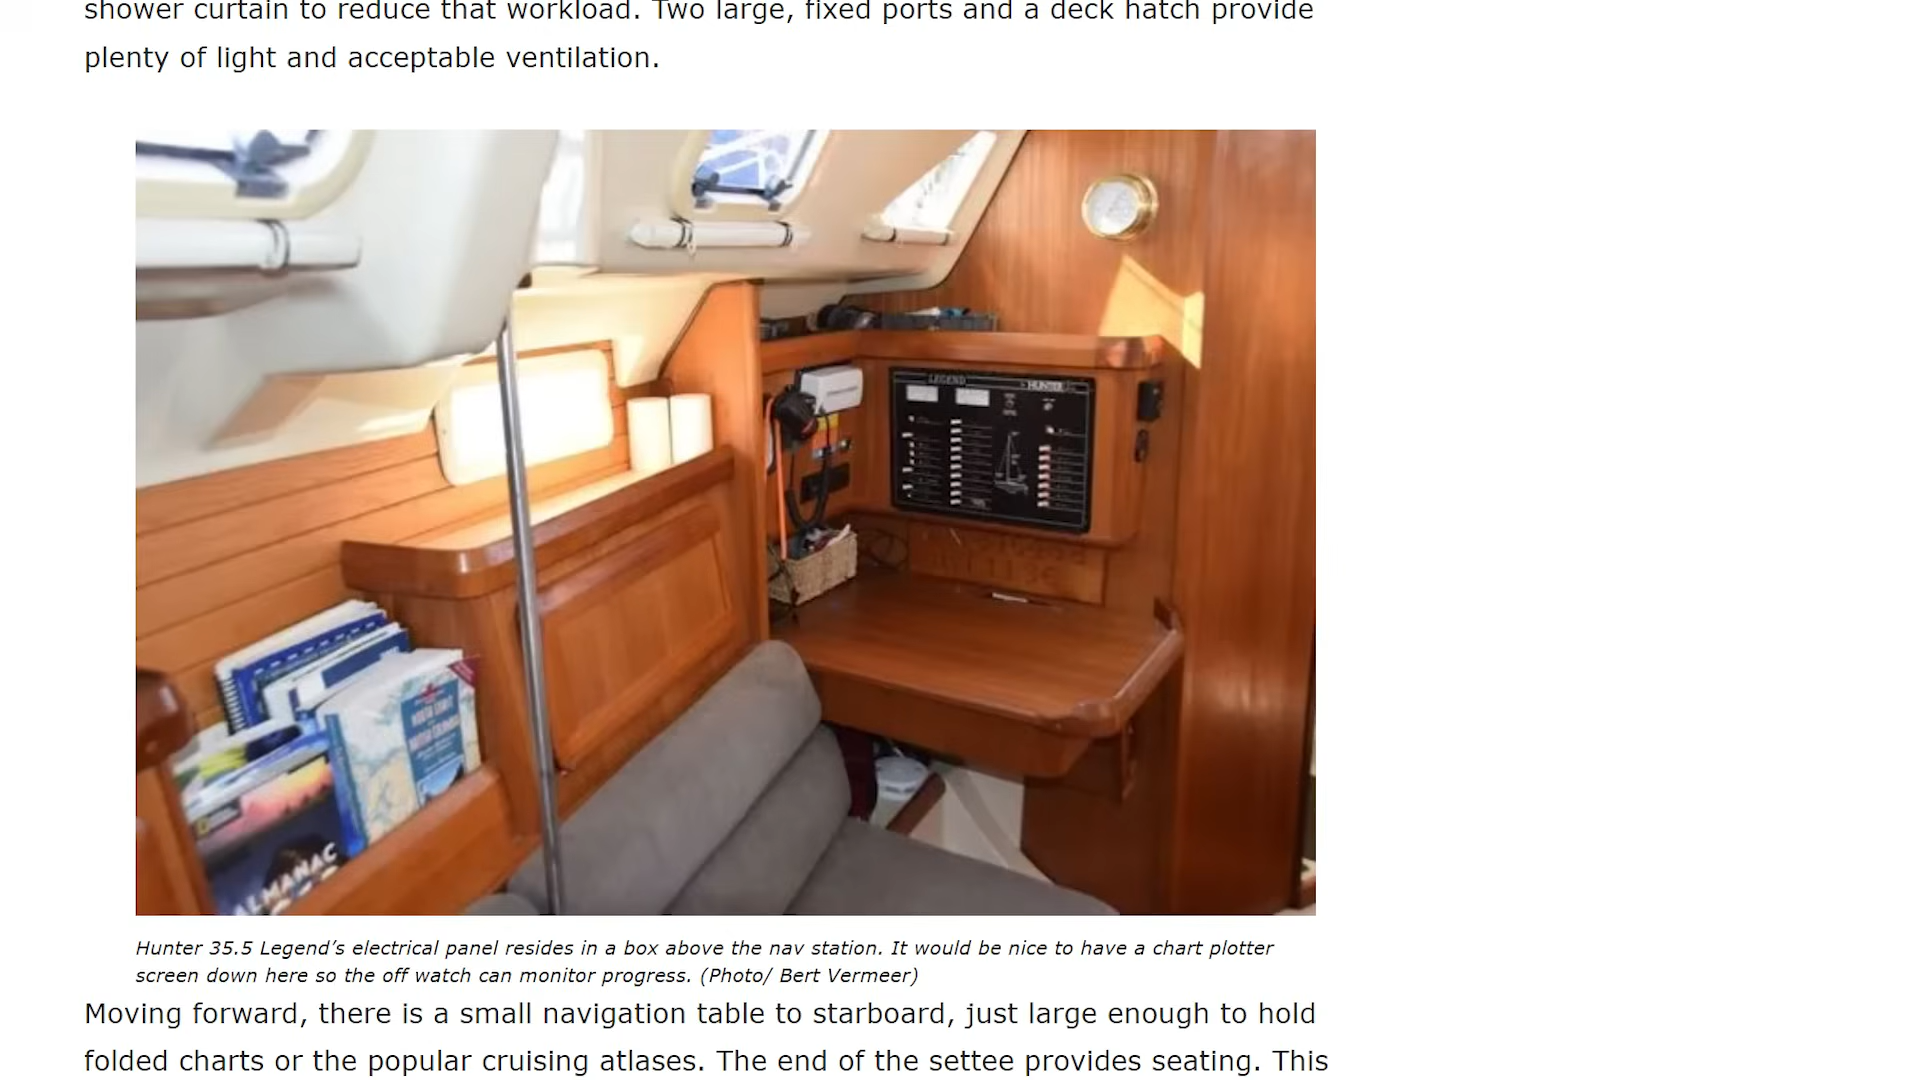 shower curtain to reduce that workload. Two large, fixed ports and a deck hatch provide
plenty of light and acceptable ventilation.
LEGEND
HUNTER
NORTH COAST
ALMANAC
Hunter 35.5 Legend’s electrical panel resides in a box above the nav station. It would be nice to have a chart plotter
screen down here so the off watch can monitor progress. (Photo/ Bert Vermeer)
Moving forward, there is a small navigation table to starboard, just large enough to hold
folded charts or the popular cruising atlases. The end of the settee provides seating. This